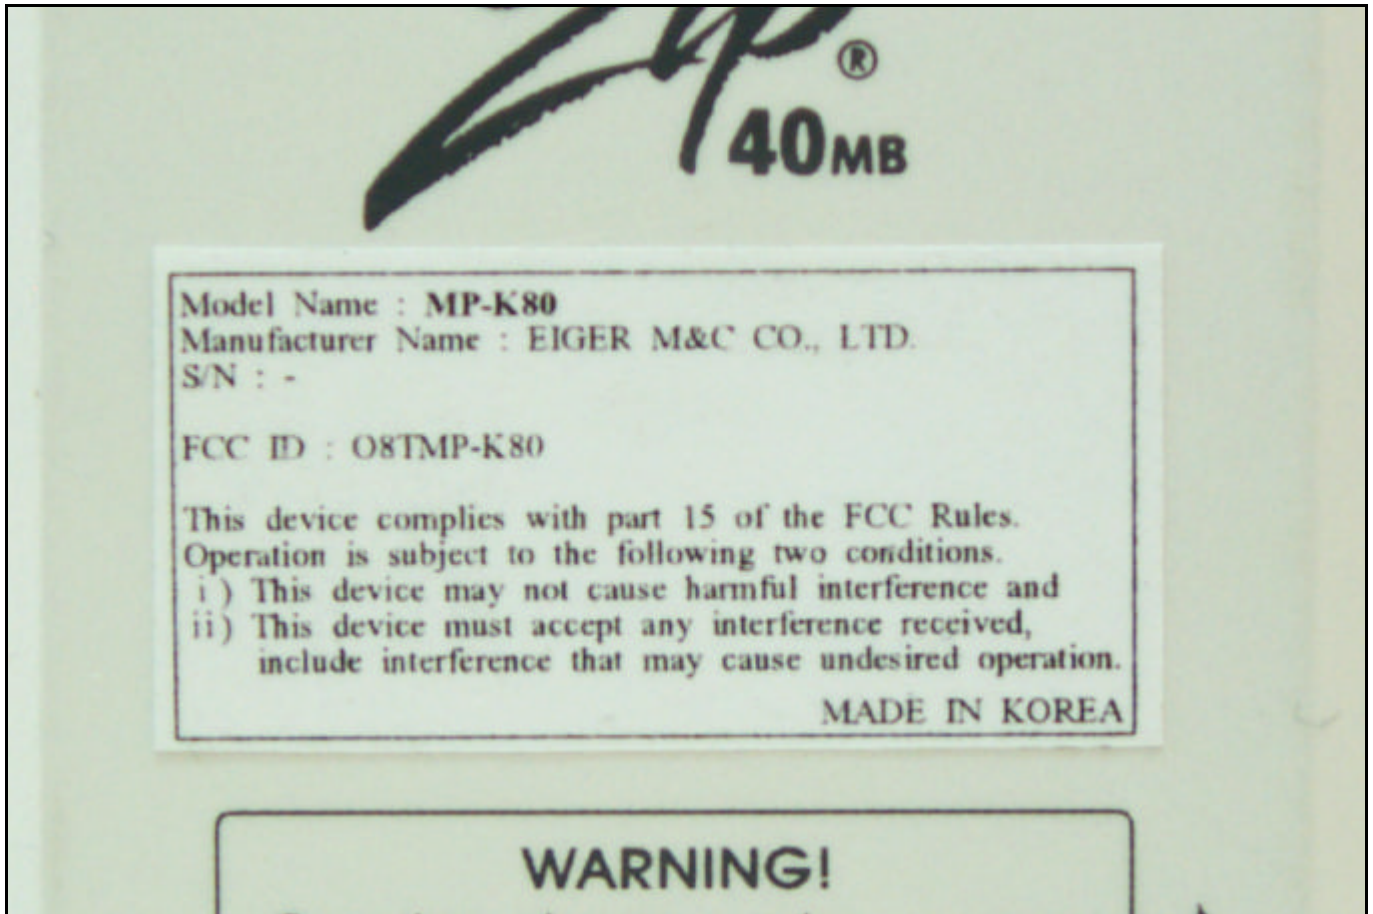 Zip®
40MB
Model Name : MP-K80
Manufacturer Name : EIGER M&C CO., LTD.
S/N : -
FCC ID : O8TMP-K80
This device complies with part 15 of the FCC Rules.
Operation is subject to the following two conditions.
i ) This device may not cause harmful interference and
ii) This device must accept any interference received,
include interference that may cause undesired operation.
MADE IN KOREA
WARNING!